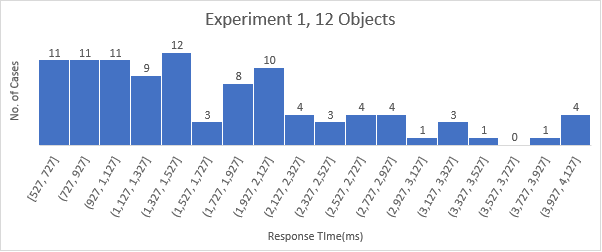 Experiment 1, 12 Objects
No. of Cases
11 11 11 9 12 3 8 10 4 3 4 4 1 3 1 0 1 4
[527, 727] (727, 927] (927, 1,127] (1,127, 1,327] (1,327, 1,527] (1,527, 1,727] (1,727, 1,927] (1,927, 2,127] (2,127, 2,327] (2,327, 2,527] (2,527, 2,727] (2,727, 2,927] (2,927, 3,127] (3,127, 3,327] (3,327, 3,527] (3,527, 3,727] (3,727, 3,927] (3,927, 4,127]
Response TIme(ms)